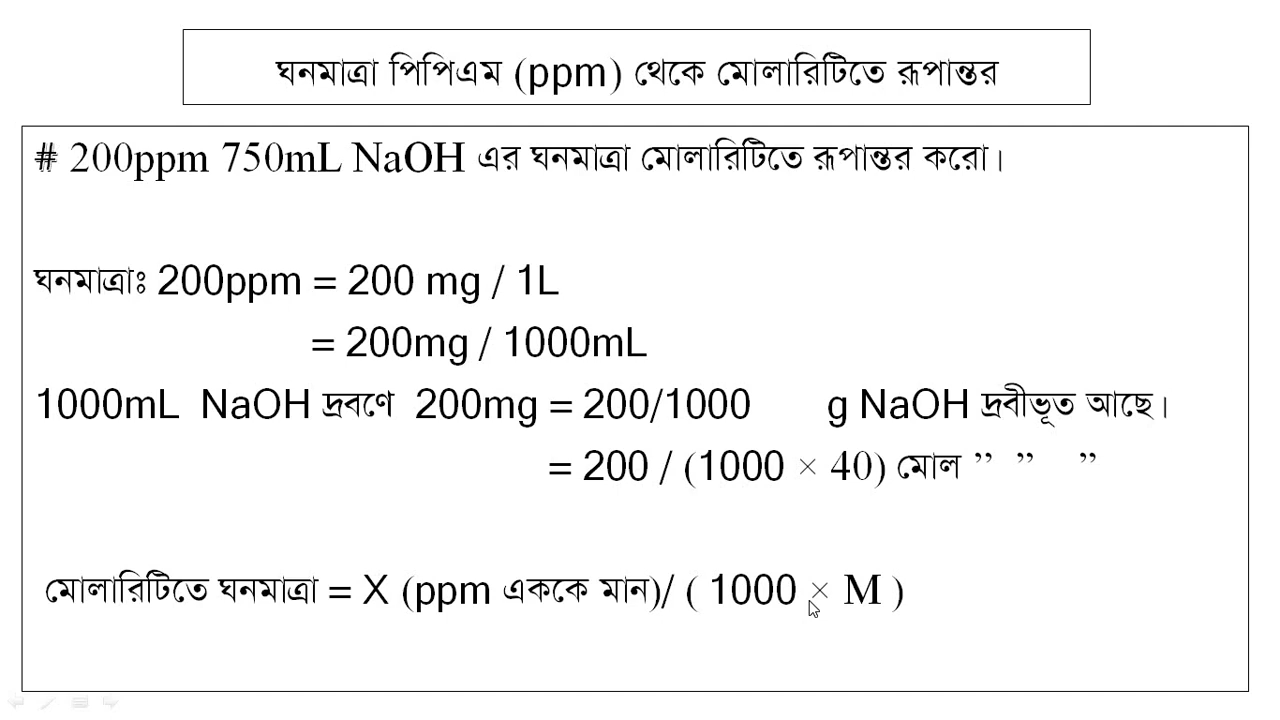 ঘনমাত্রা পিপিএম (ppm) থেকে মোলারিটিতে রূপান্তর
# 200ppm 750mL NaOH এর ঘনমাত্রা মোলারিটিতে রূপান্তর করো।
ঘনমাত্রাঃ 200ppm = 200 mg / 1L
= 200mg / 1000mL
1000mL NaOH দ্রবণে 200mg = 200/1000 g NaOH দ্রবীভূত আছে।
= 200 / (1000 × 40) মোল ” ” ”
মোলারিটিতে ঘনমাত্রা = X (ppm এককে মান)/ ( 1000 × M )